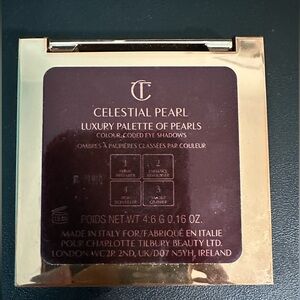 CT
CELESTIAL PEARL
LUXURY PALETTE OF PEARLS
COLOUR-CODED EYE SHADOWS
OMBRES À PAUPIÈRES CLASSÉES PAR COULEUR
1 2
4 3
POIDS NET WT 4.6 G 0.16 OZ.
MADE IN ITALY FOR/FABRIQUÉ EN ITALIE
POUR CHARLOTTE TILBURY BEAUTY LTD.
LONDON WC2R 2ND, UK/D07 N5YH, IRELAND